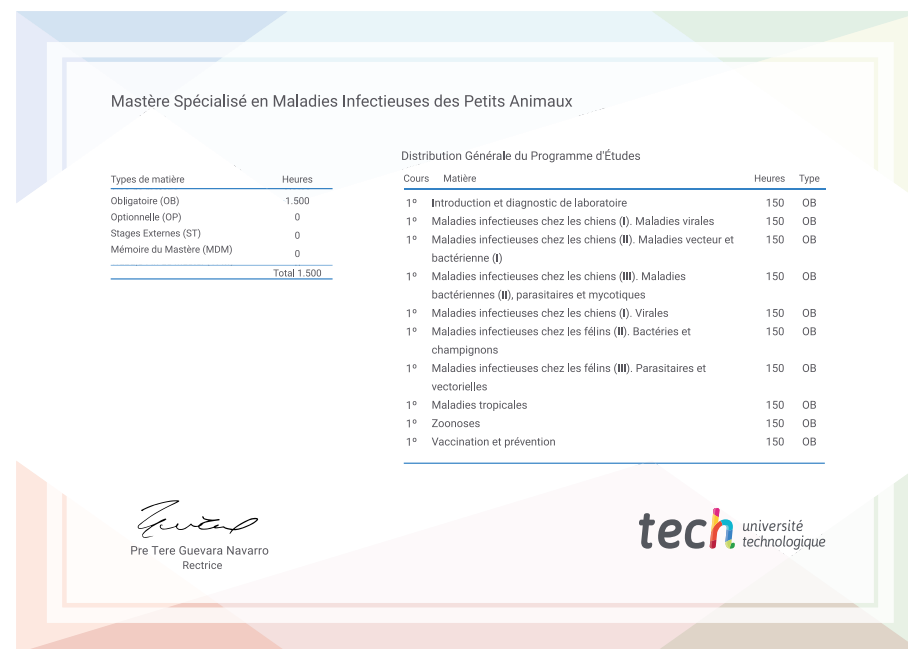 Mastère Spécialisé en Maladies Infectieuses des Petits Animaux
Types de matière Heures
Obligatoire (OB) 1.500
Optionnelle (OP) 0
Stages Externes (ST) 0
Mémoire du Mastère (MDM) 0
Total 1.500
Distribution Générale du Programme d'Études
Cours Matière Heures Type
1º Introduction et diagnostic de laboratoire 150 OB
1º Maladies infectieuses chez les chiens (I). Maladies virales 150 OB
1º Maladies infectieuses chez les chiens (II). Maladies vecteur et 150 OB
bactérienne (I)
1º Maladies infectieuses chez les chiens (III). Maladies 150 OB
bactériennes (II), parasitaires et mycotiques
1º Maladies infectieuses chez les chiens (I). Virales 150 OB
1º Maladies infectieuses chez les félins (II). Bactéries et 150 OB
champignons
1º Maladies infectieuses chez les félins (III). Parasitaires et 150 OB
vectorielles
1º Maladies tropicales 150 OB
1º Zoonoses 150 OB
1º Vaccination et prévention 150 OB
Pre Tere Guevara Navarro
Rectrice
tech université
technologique